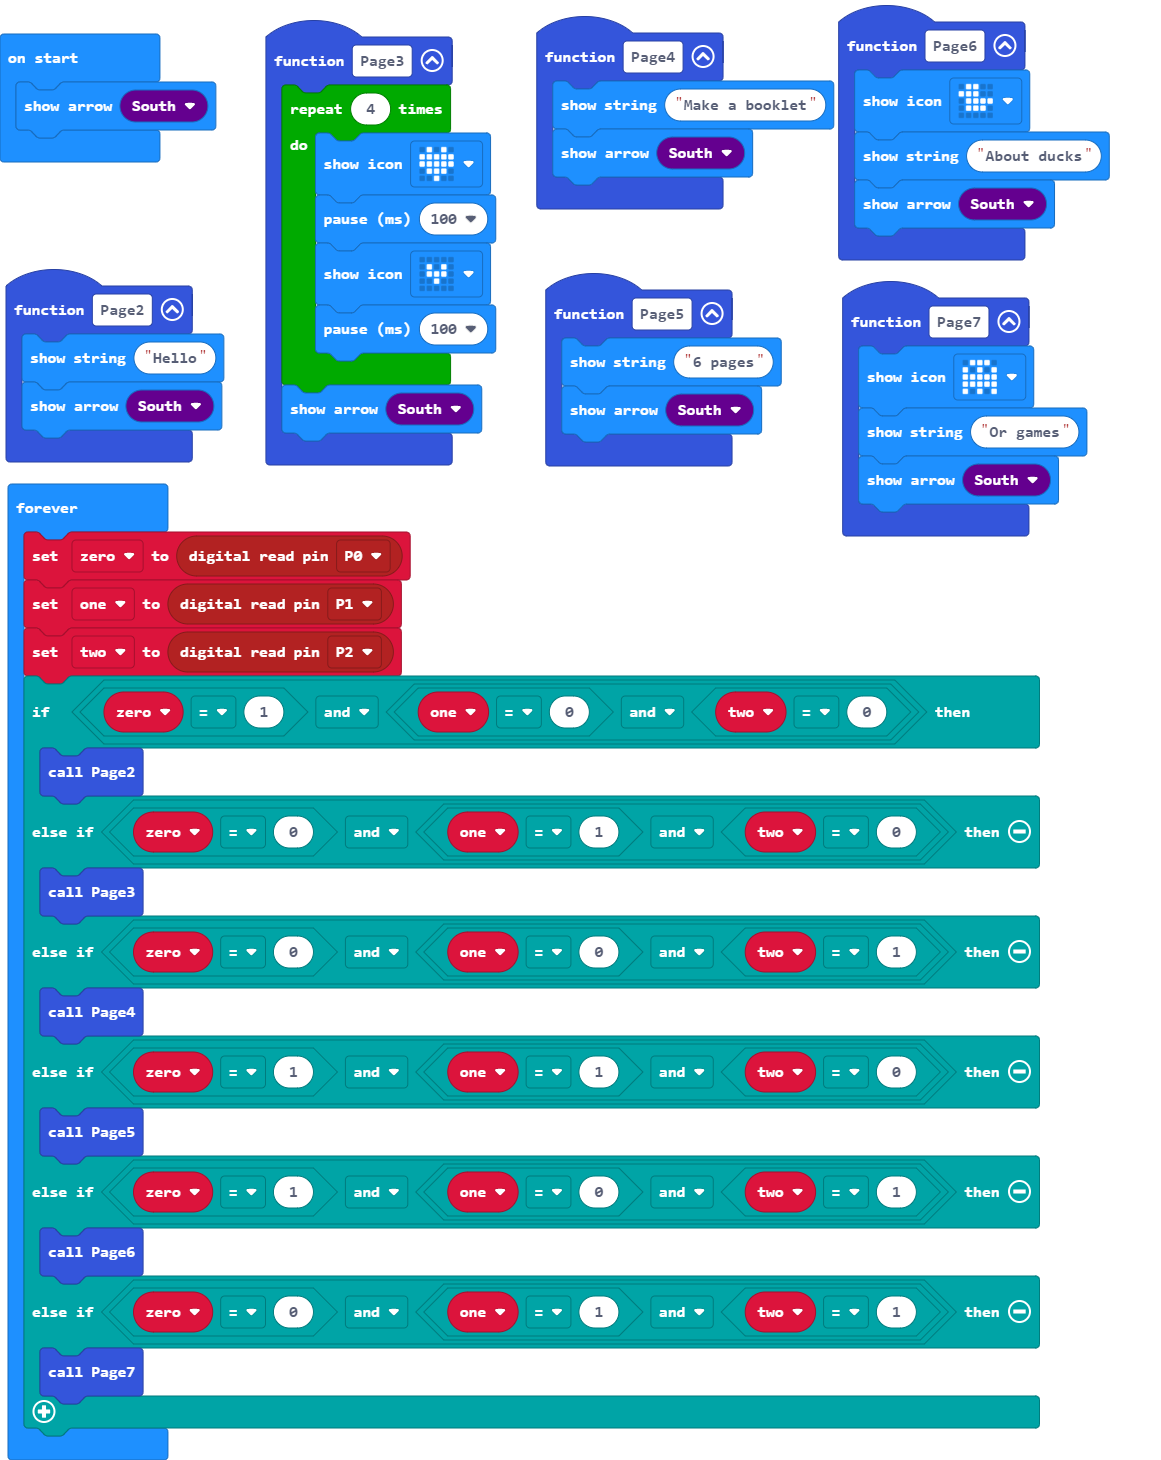 on start
show arrow South
function Page2
show string "Hello"
show arrow South
function Page3
repeat 4 times
do
show icon
pause (ms) 100
show icon
pause (ms) 100
show arrow South
function Page4
show string "Make a booklet"
show arrow South
function Page5
show string "6 pages"
show arrow South
function Page6
show icon
show string "About ducks"
show arrow South
function Page7
show icon
show string "Or games"
show arrow South
forever
set zero to digital read pin P0
set one to digital read pin P1
set two to digital read pin P2
if zero = 1 and one = 0 and two = 0 then
call Page2
else if zero = 0 and one = 1 and two = 0 then
call Page3
else if zero = 0 and one = 0 and two = 1 then
call Page4
else if zero = 1 and one = 1 and two = 0 then
call Page5
else if zero = 1 and one = 0 and two = 1 then
call Page6
else if zero = 0 and one = 1 and two = 1 then
call Page7